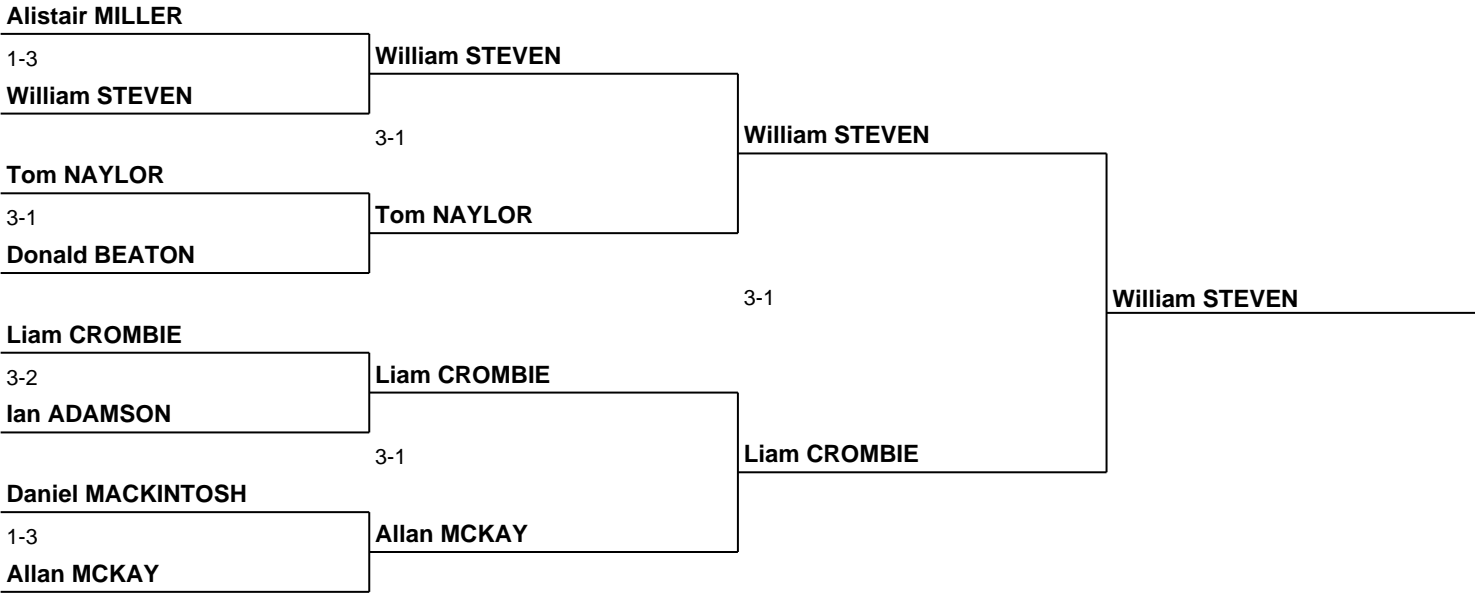 Alistair MILLER
1-3
William STEVEN
William STEVEN
3-1
William STEVEN
Tom NAYLOR
3-1
Tom NAYLOR
Donald BEATON
3-1
William STEVEN
Liam CROMBIE
3-2
Liam CROMBIE
Ian ADAMSON
3-1
Liam CROMBIE
Daniel MACKINTOSH
1-3
Allan MCKAY
Allan MCKAY